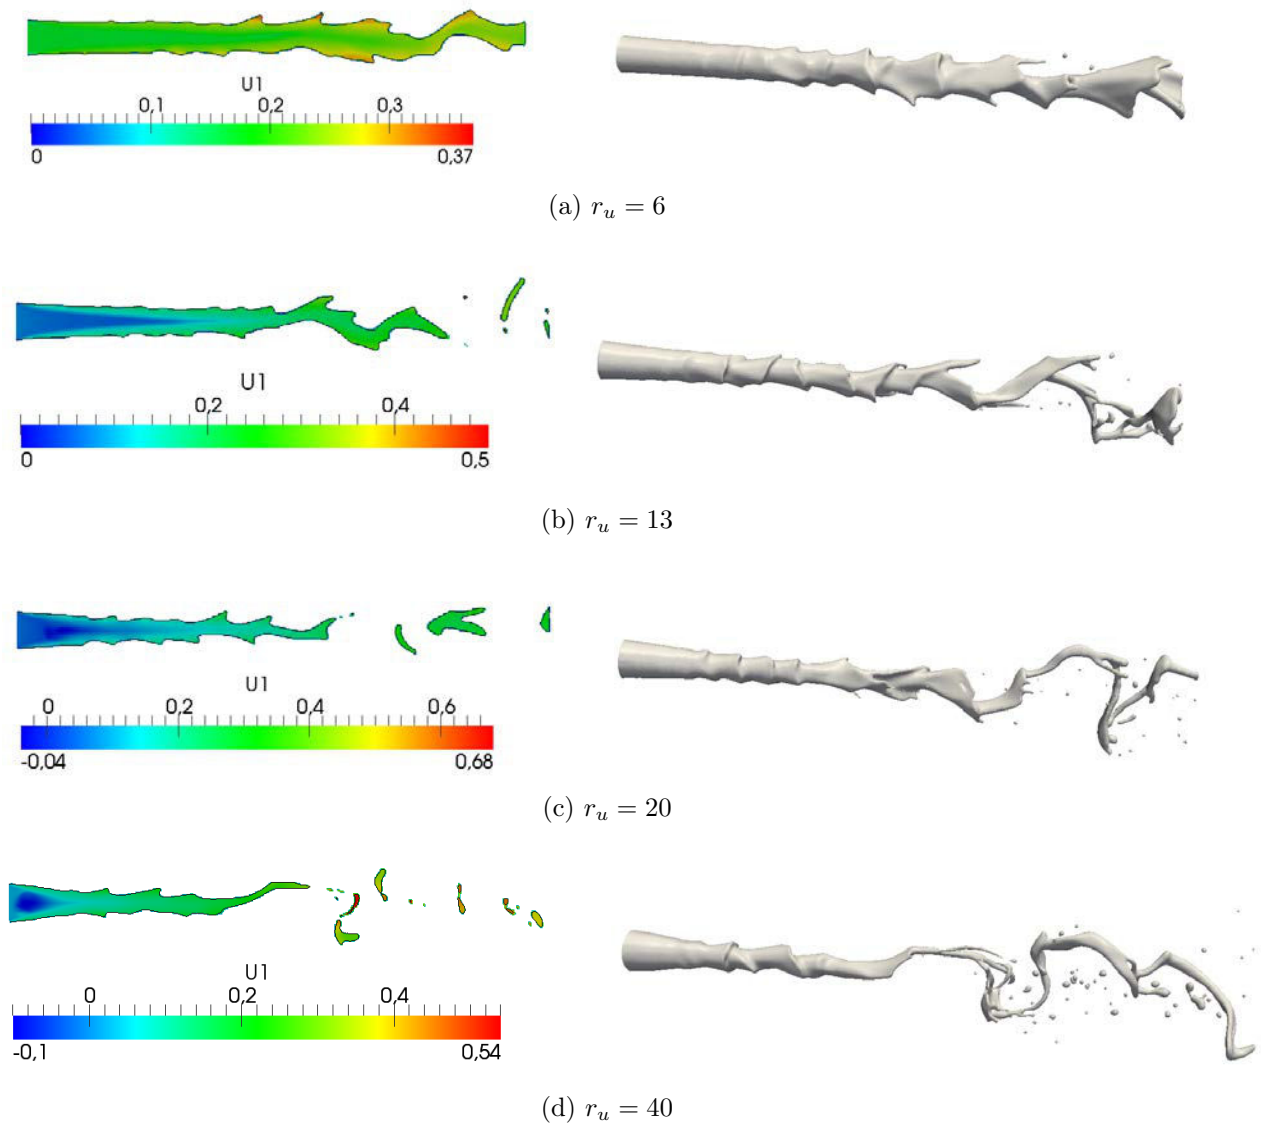 U1
0,1 0,2 0,3
0 0,37
(a) r_u = 6
U1
0,2 0,4
0 0,5
(b) r_u = 13
U1
0 0,2 0,4 0,6
-0,04 0,68
(c) r_u = 20
U1
0 0,2 0,4
-0,1 0,54
(d) r_u = 40